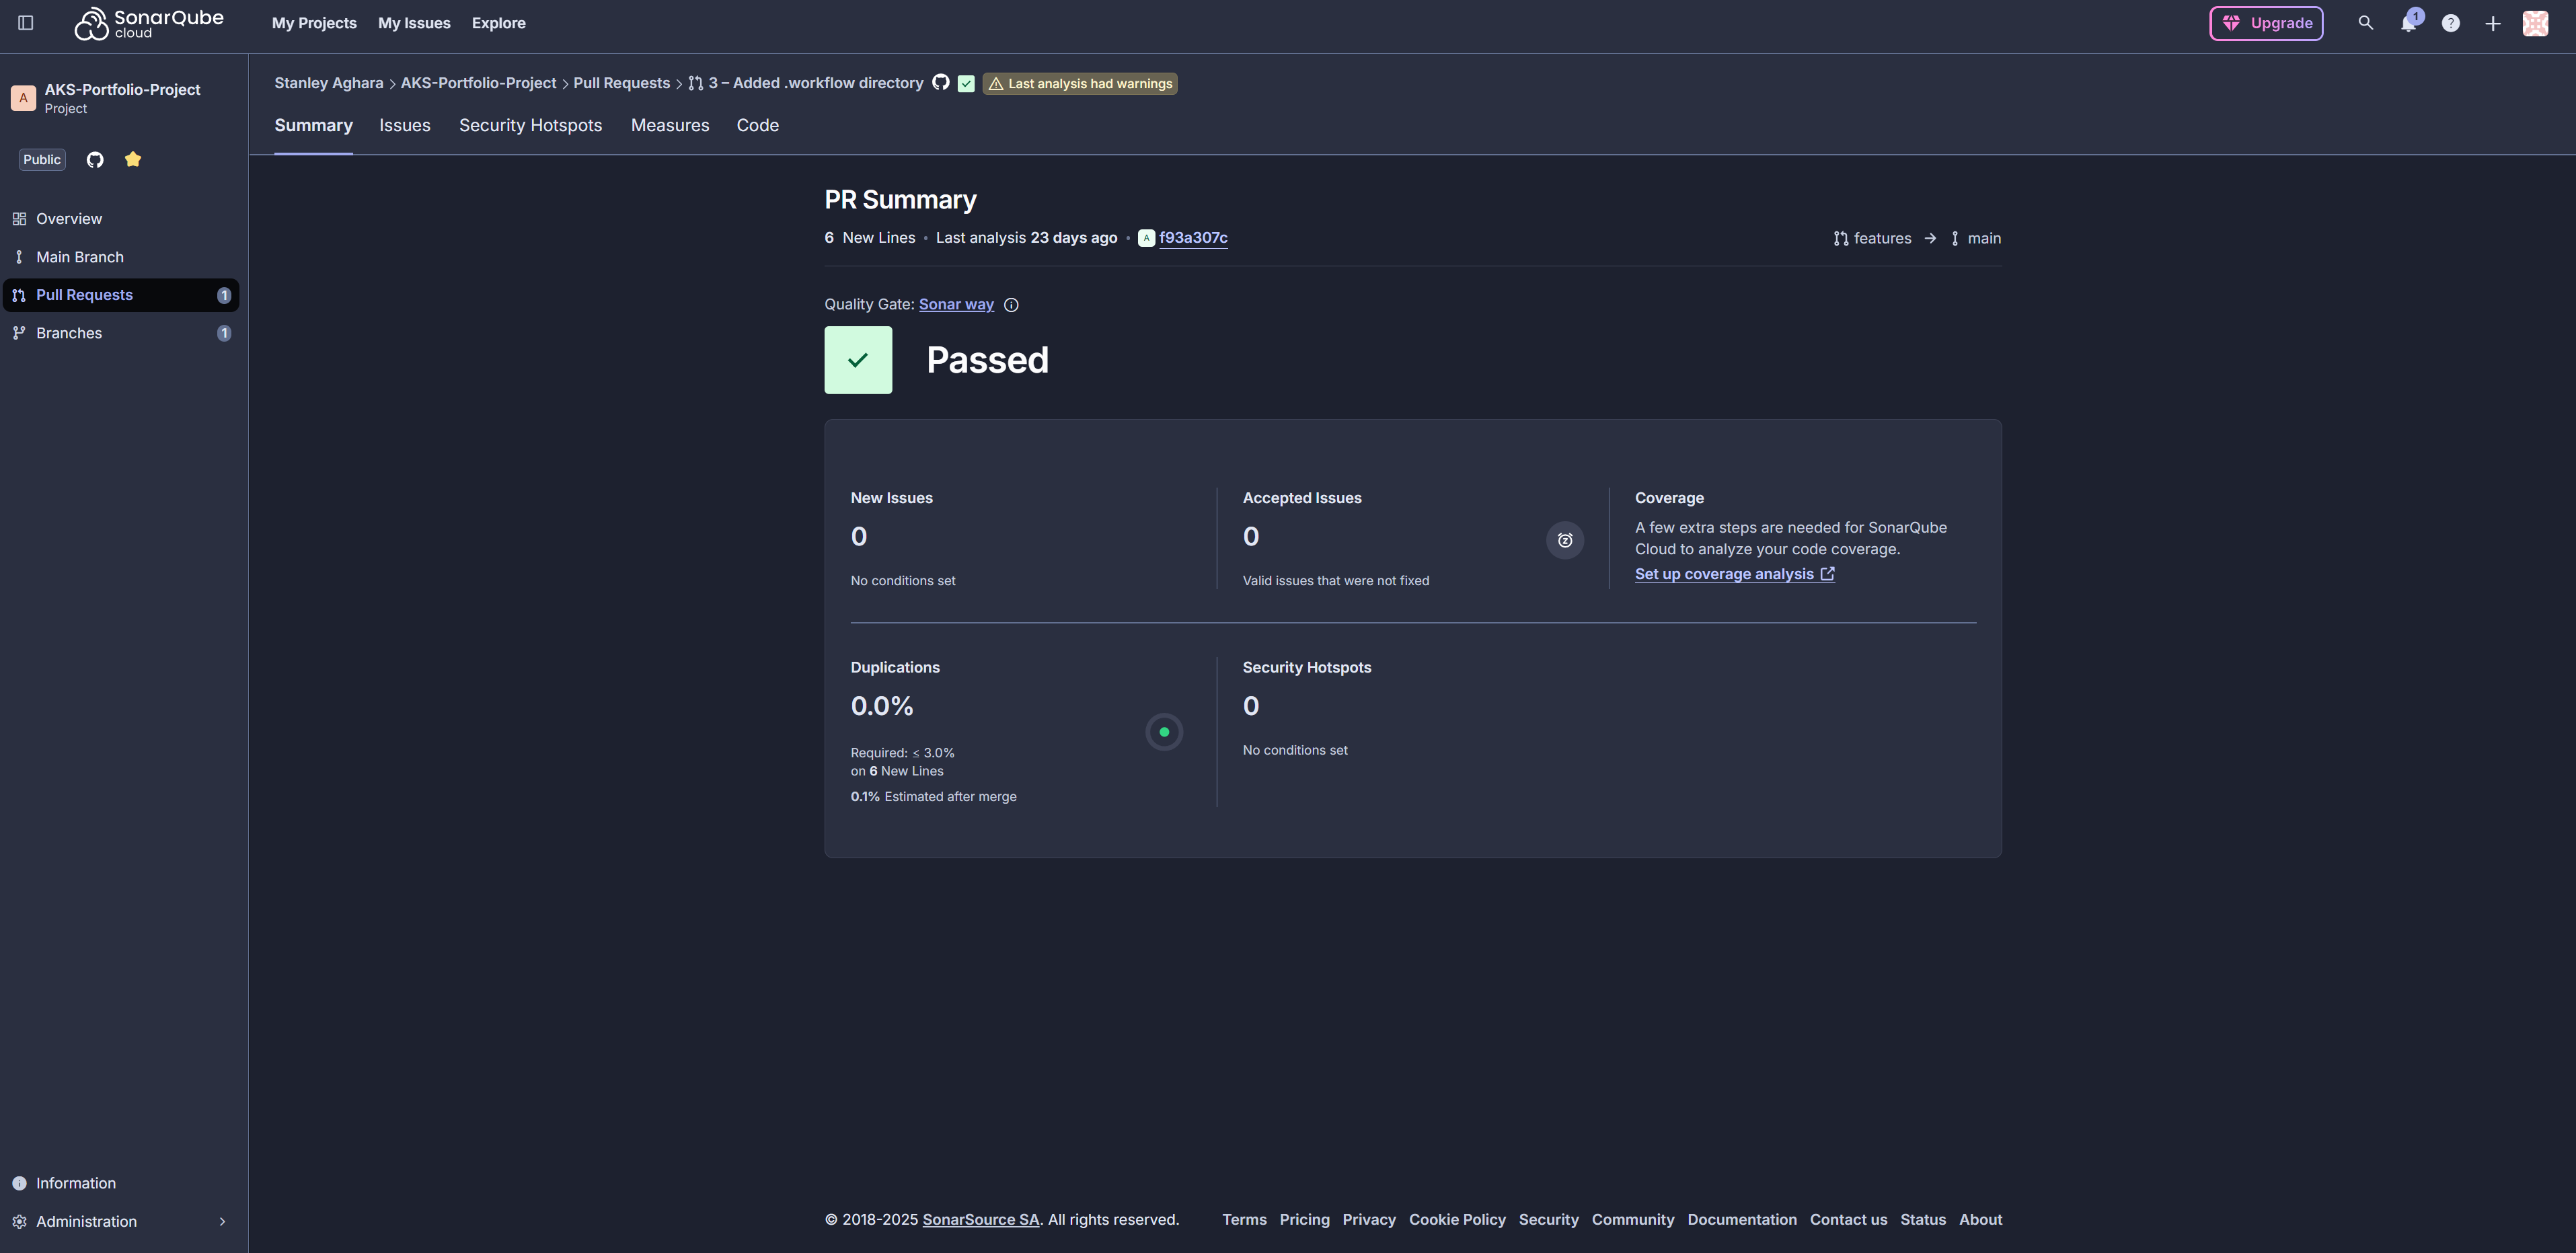 SonarQube cloud
My Projects My Issues Explore
Upgrade
1
?
A
AKS-Portfolio-Project
Project
Public
Overview
Main Branch
Pull Requests 1
Branches 1
Information
Administration
Stanley Aghara > AKS-Portfolio-Project > Pull Requests > 3 – Added .workflow directory Last analysis had warnings
Summary Issues Security Hotspots Measures Code
PR Summary
6 New Lines • Last analysis 23 days ago • A f93a307c
features → main
Quality Gate: Sonar way
Passed
New Issues
0
No conditions set
Accepted Issues
0
Valid issues that were not fixed
Coverage
A few extra steps are needed for SonarQube
Cloud to analyze your code coverage.
Set up coverage analysis
Duplications
0.0%
Required: ≤ 3.0%
on 6 New Lines
0.1% Estimated after merge
Security Hotspots
0
No conditions set
© 2018-2025 SonarSource SA. All rights reserved. Terms Pricing Privacy Cookie Policy Security Community Documentation Contact us Status About